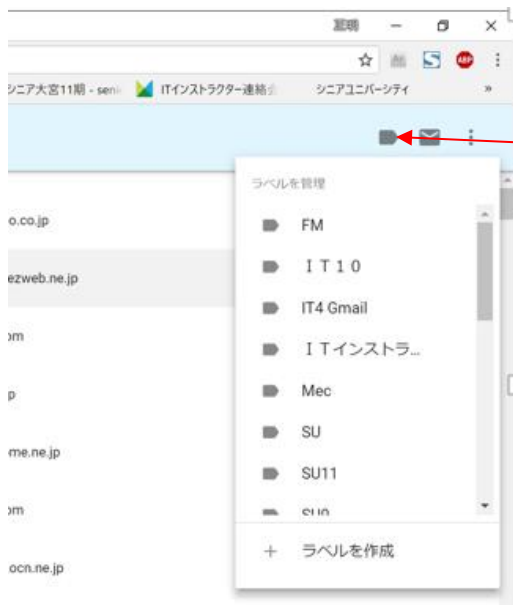 シニア大宮11期 - seni
ITインストラクター連絡会
シニアユニバーシティ
»
ABP
ラベルを管理
o.co.jp
FM
ＩＴ１０
ezweb.ne.jp
IT4 Gmail
om
ＩＴインストラ...
p
Mec
SU
me.ne.jp
SU11
om
SU9
+ ラベルを作成
ocn.ne.jp